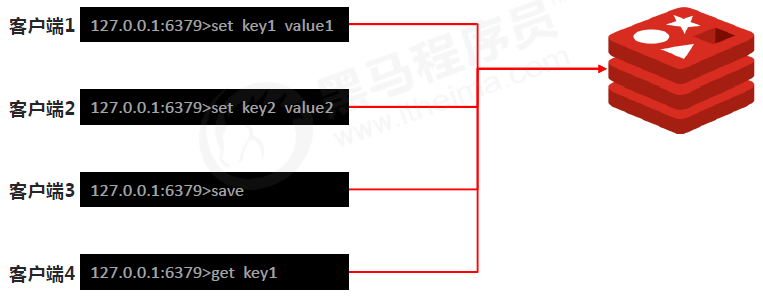 客户端1 127.0.0.1:6379>set key1 value1
客户端2 127.0.0.1:6379>set key2 value2
客户端3 127.0.0.1:6379>save
客户端4 127.0.0.1:6379>get key1
黑马程序员™
www.itheima.com